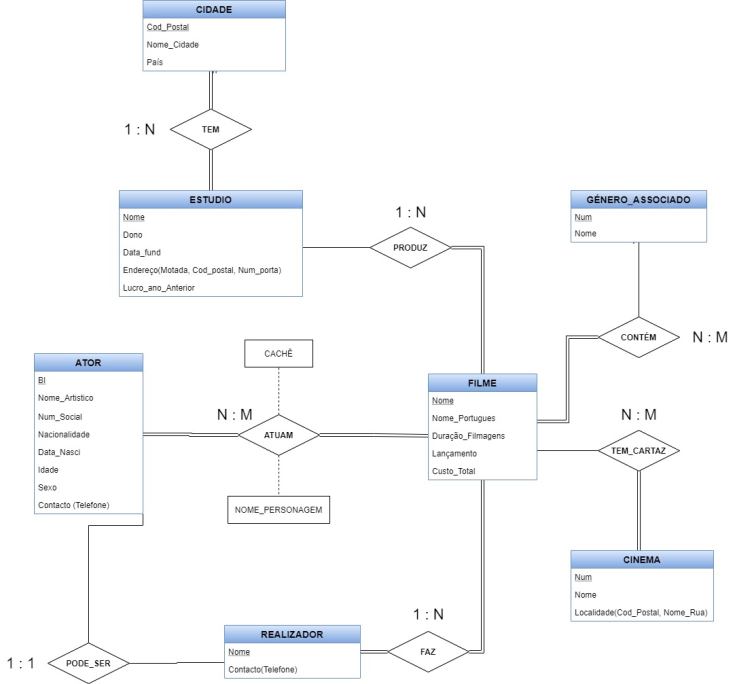 CIDADE
Cod_Postal
Nome_Cidade
País
1 : N
TEM
ESTUDIO
Nome
Dono
Data_fund
Endereço(Motada, Cod_postal, Num_porta)
Lucro_ano_Anterior
1 : N
PRODUZ
GÉNERO_ASSOCIADO
Num
Nome
CONTÉM
N : M
ATOR
BI
Nome_Artistico
Num_Social
Nacionalidade
Data_Nasci
Idade
Sexo
Contacto (Telefone)
CACHÊ
N : M
ATUAM
NOME_PERSONAGEM
FILME
Nome
Nome_Portugues
Duração_Filmagens
Lançamento
Custo_Total
N : M
TEM_CARTAZ
CINEMA
Num
Nome
Localidade(Cod_Postal, Nome_Rua)
1 : 1
PODE_SER
REALIZADOR
Nome
Contacto(Telefone)
1 : N
FAZ